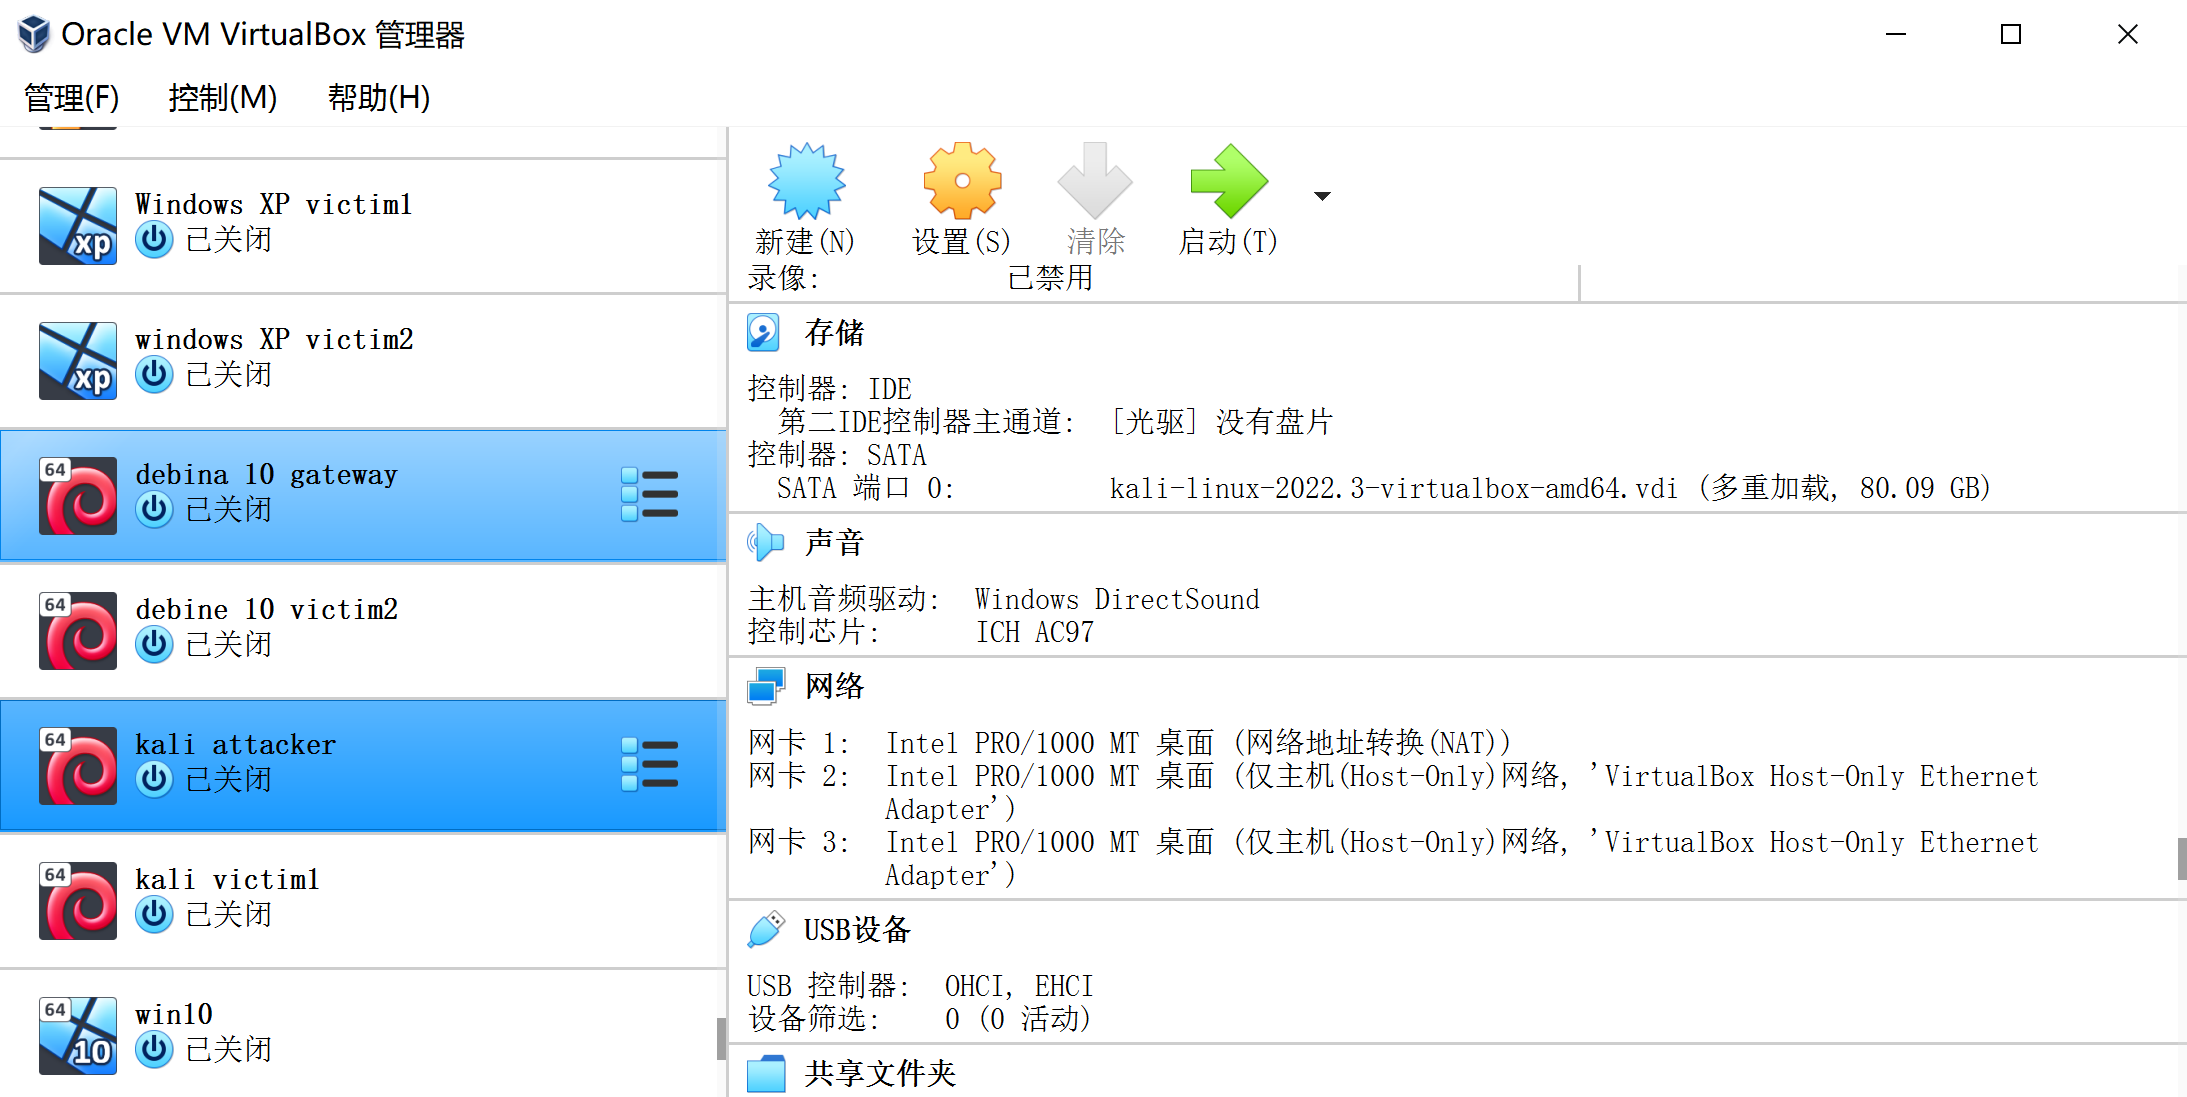 Oracle VM VirtualBox 管理器
管理(F) 控制(M) 帮助(H)
Windows XP victim1
已关闭
windows XP victim2
已关闭
64
debina 10 gateway
已关闭
64
debine 10 victim2
已关闭
64
kali attacker
已关闭
64
kali victim1
已关闭
64
win10
已关闭
xp
xp
10
新建(N) 设置(S) 清除 启动(T)
录像: 已禁用
存储
控制器: IDE
第二IDE控制器主通道: [光驱] 没有盘片
控制器: SATA
SATA 端口 0: kali-linux-2022.3-virtualbox-amd64.vdi (多重加载, 80.09 GB)
声音
主机音频驱动: Windows DirectSound
控制芯片: ICH AC97
网络
网卡 1: Intel PRO/1000 MT 桌面 (网络地址转换(NAT))
网卡 2: Intel PRO/1000 MT 桌面 (仅主机(Host-Only)网络, 'VirtualBox Host-Only Ethernet
Adapter')
网卡 3: Intel PRO/1000 MT 桌面 (仅主机(Host-Only)网络, 'VirtualBox Host-Only Ethernet
Adapter')
USB设备
USB 控制器: OHCI, EHCI
设备筛选: 0 (0 活动)
共享文件夹